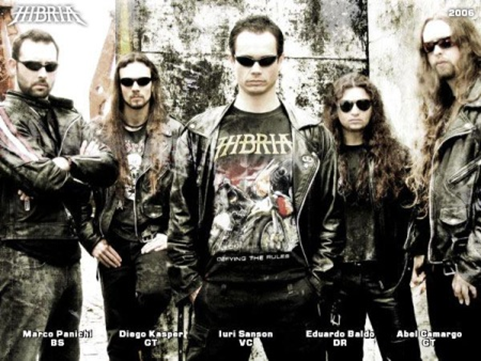 HIBRIA
2006
HIBRIA
DEFYING THE RULES
Marco Panichi
BS
Diego Kasper
GT
Iuri Sanson
VC
Eduardo Baldo
DR
Abel Camargo
GT